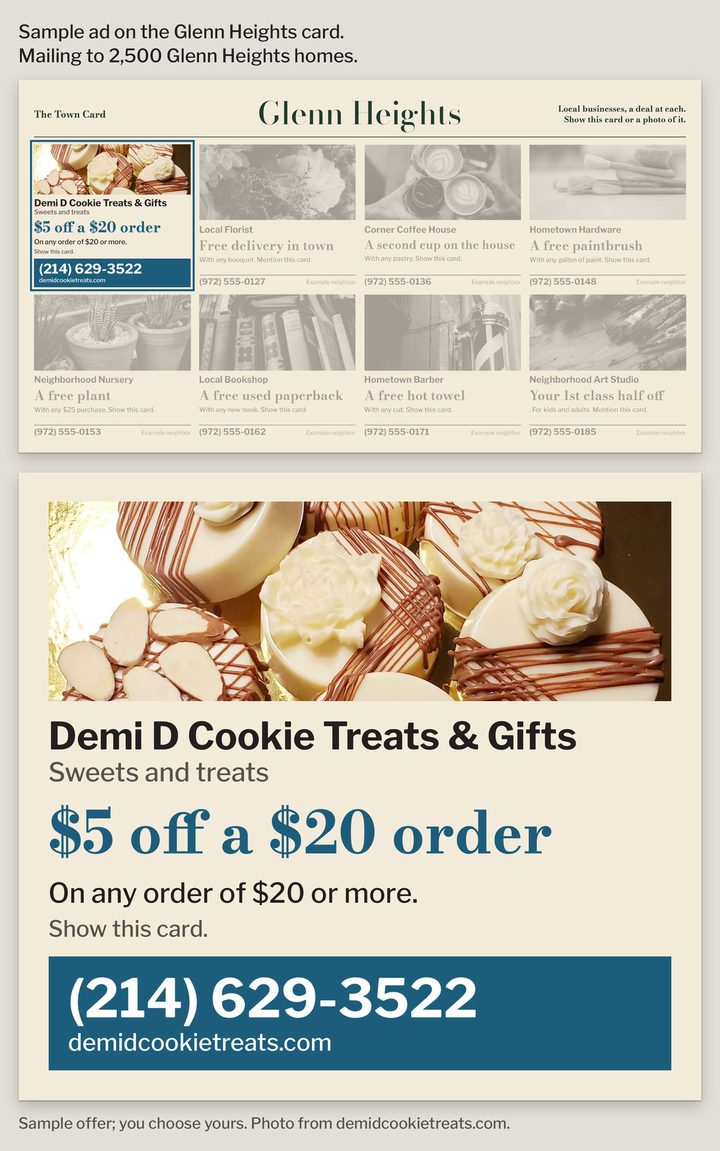 Sample ad on the Glenn Heights card.
Mailing to 2,500 Glenn Heights homes.
The Town Card
Glenn Heights
Local businesses, a deal at each.
Show this card or a photo of it.
Demi D Cookie Treats & Gifts
Sweets and treats
$5 off a $20 order
On any order of $20 or more.
Show this card.
(214) 629-3522
demidcookietreats.com
Local Florist
Free delivery in town
With any bouquet. Mention this card.
(972) 555-0127
Example neighbor
Corner Coffee House
A second cup on the house
With any pastry. Show this card.
(972) 555-0136
Example neighbor
Hometown Hardware
A free paintbrush
With any gallon of paint. Show this card.
(972) 555-0148
Example neighbor
Neighborhood Nursery
A free plant
With any $25 purchase. Show this card.
(972) 555-0153
Example neighbor
Local Bookshop
A free used paperback
With any new book. Show this card.
(972) 555-0162
Example neighbor
Hometown Barber
A free hot towel
With any cut. Show this card.
(972) 555-0171
Example neighbor
Neighborhood Art Studio
Your 1st class half off
For kids and adults. Mention this card.
(972) 555-0185
Example neighbor
Demi D Cookie Treats & Gifts
Sweets and treats
$5 off a $20 order
On any order of $20 or more.
Show this card.
(214) 629-3522
demidcookietreats.com
Sample offer; you choose yours. Photo from demidcookietreats.com.